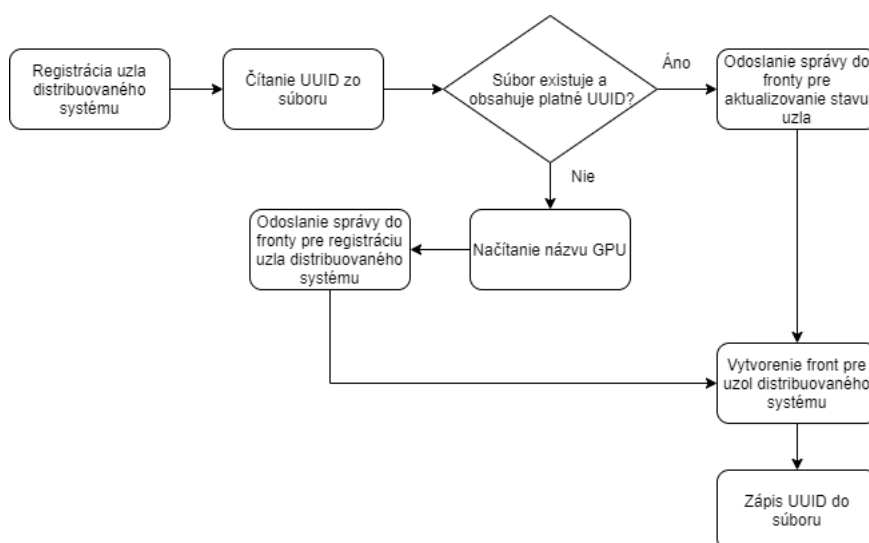 Registrácia uzla
distribuovaného
systému
Čítanie UUID zo
súboru
Súbor existuje a
obsahuje platné UUID?
Áno
Odoslanie správy do
fronty pre
aktualizovanie stavu
uzla
Nie
Načítanie názvu GPU
Odoslanie správy do
fronty pre registráciu
uzla distribuovaného
systému
Vytvorenie front pre
uzol distribuovaného
systému
Zápis UUID do
súboru